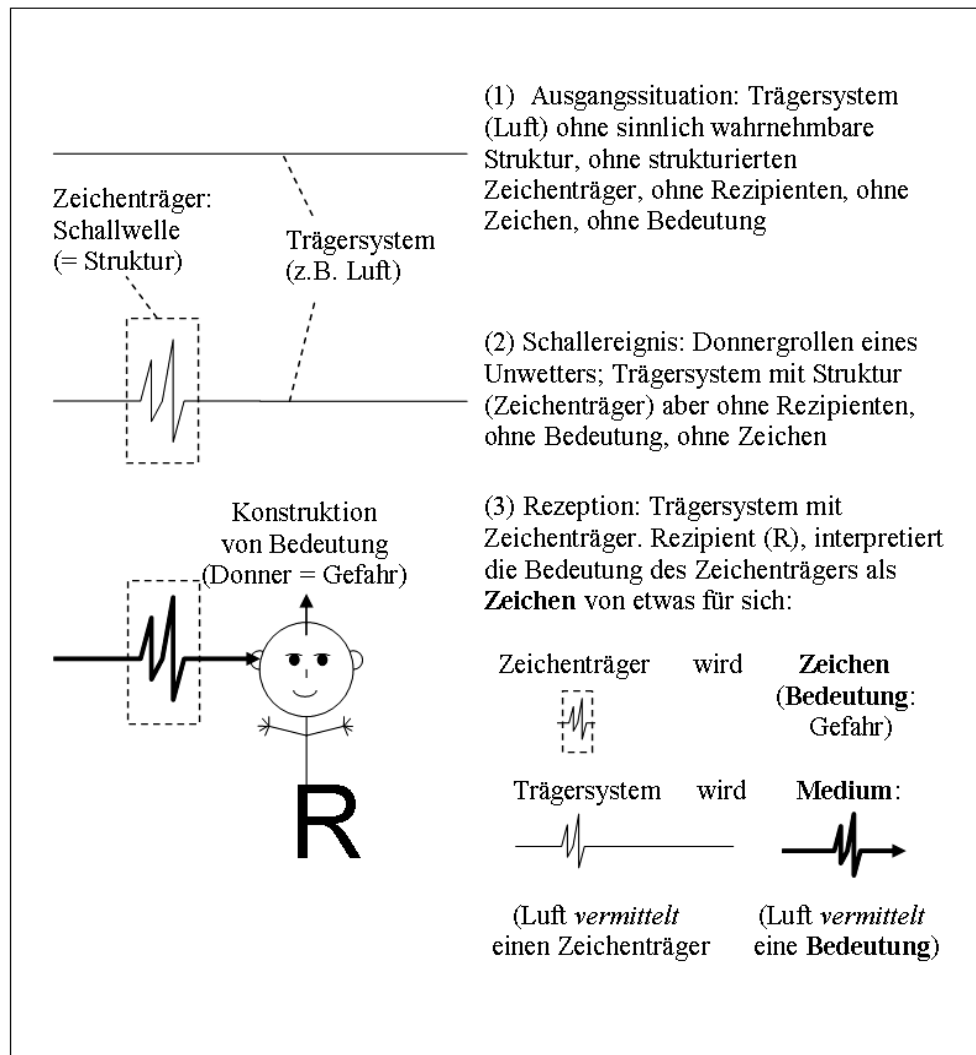 (1) Ausgangssituation: Trägersystem
(Luft) ohne sinnlich wahrnehmbare
Struktur, ohne strukturierten
Zeichenträger, ohne Rezipienten, ohne
Zeichen, ohne Bedeutung
Zeichenträger:
Schallwelle
(= Struktur)
Trägersystem
(z.B. Luft)
(2) Schallereignis: Donnergrollen eines
Unwetters; Trägersystem mit Struktur
(Zeichenträger) aber ohne Rezipienten,
ohne Bedeutung, ohne Zeichen
Konstruktion
von Bedeutung
(Donner = Gefahr)
R
(3) Rezeption: Trägersystem mit
Zeichenträger. Rezipient (R), interpretiert
die Bedeutung des Zeichenträgers als
Zeichen von etwas für sich:
Zeichenträger wird Zeichen
(Bedeutung:
Gefahr)
Trägersystem wird Medium:
(Luft vermittelt
einen Zeichenträger
(Luft vermittelt
eine Bedeutung)